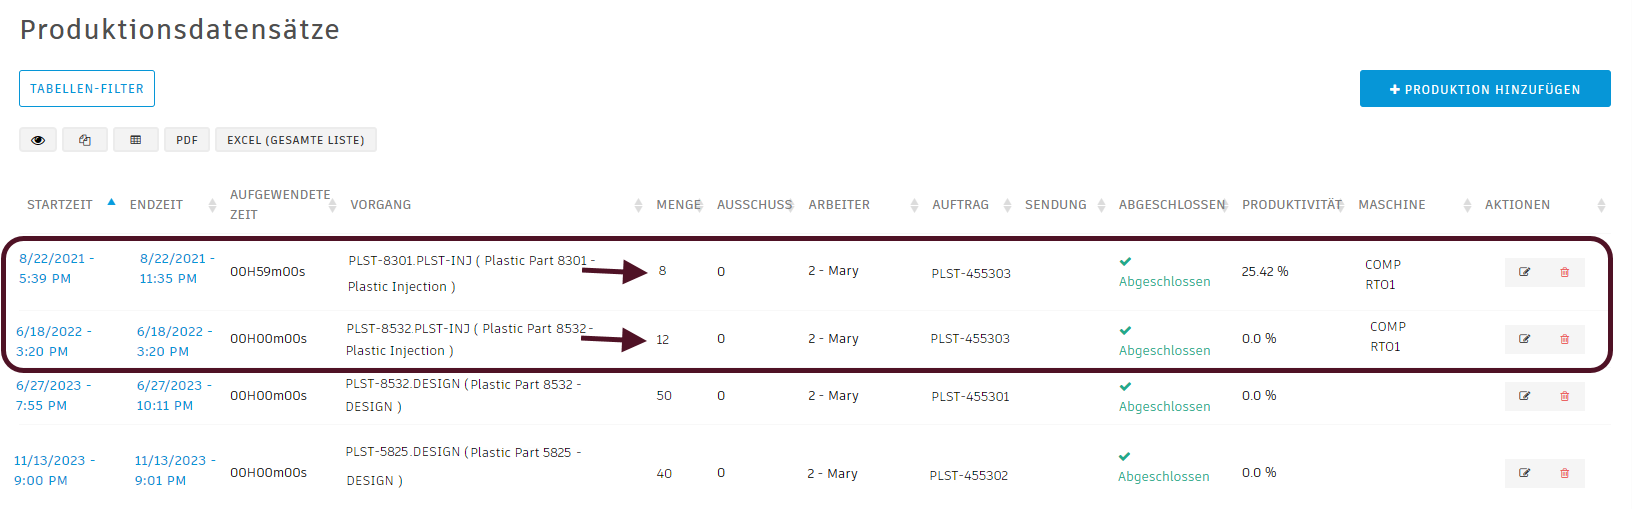 Produktionsdatensätze
TABELLEN-FILTER
PRODUKTION HINZUFÜGEN
PDF EXCEL (GESAMTE LISTE)
STARTZEIT ENDZEIT AUFGEWENDETE ZEIT VORGANG MENGE AUSSCHUSS ARBEITER AUFTRAG SENDUNG ABGESCHLOSSEN PRODUKTIVITÄT MASCHINE AKTIONEN
8/22/2021 - 8/22/2021 - PLST-8301.PLST-INJ ( Plastic Part 8301 - COMP
5:39 PM 11:35 PM 00H59m00s Plastic Injection ) 8 0 2 - Mary PLST-455303 Abgeschlossen 25.42 % RTO1
6/18/2022 - 6/18/2022 - PLST-8532.PLST-INJ ( Plastic Part 8532- COMP
3:20 PM 3:20 PM 00H00m00s Plastic Injection ) 12 0 2 - Mary PLST-455303 Abgeschlossen 0.0 % RTO1
6/27/2023 - 6/27/2023 - PLST-8532.DESIGN (Plastic Part 8532 -
7:55 PM 10:11 PM 00H00m00s DESIGN ) 50 0 2 - Mary PLST-455301 Abgeschlossen 0.0 %
11/13/2023 - 11/13/2023 - PLST-5825.DESIGN (Plastic Part 5825 -
9:00 PM 9:01 PM 00H00m00s DESIGN ) 40 0 2 - Mary PLST-455302 Abgeschlossen 0.0 %